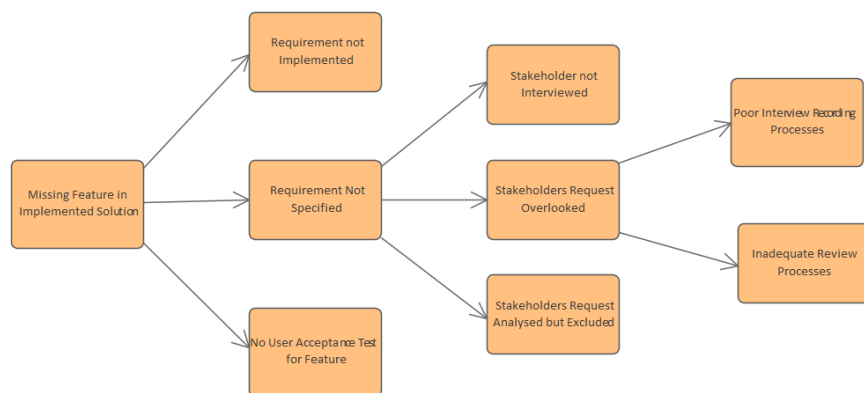 Requirement not
Implemented
Stakeholder not
Interviewed
Poor Interview Recording
Processes
Missing Feature in
Implemented Solution
Requirement Not
Specified
Stakeholders Request
Overlooked
Inadequate Review
Processes
Stakeholders Request
Analysed but Excluded
No User Acceptance Test
for Feature